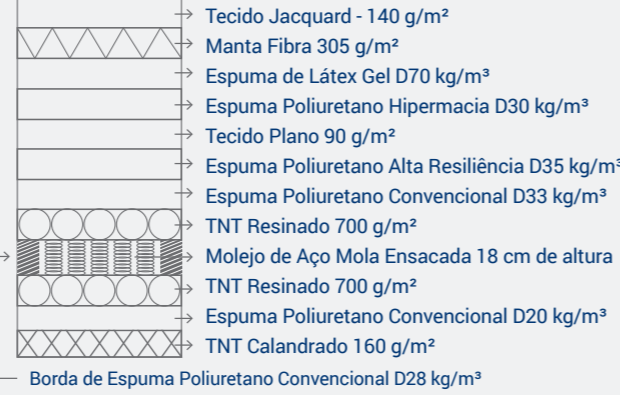 Tecido Jacquard - 140 g/m²
Manta Fibra 305 g/m²
Espuma de Látex Gel D70 kg/m³
Espuma Poliuretano Hipermacia D30 kg/m³
Tecido Plano 90 g/m²
Espuma Poliuretano Alta Resiliência D35 kg/m³
Espuma Poliuretano Convencional D33 kg/m³
TNT Resinado 700 g/m²
Molejo de Aço Mola Ensacada 18 cm de altura
TNT Resinado 700 g/m²
Espuma Poliuretano Convencional D20 kg/m³
TNT Calandrado 160 g/m²
Borda de Espuma Poliuretano Convencional D28 kg/m³